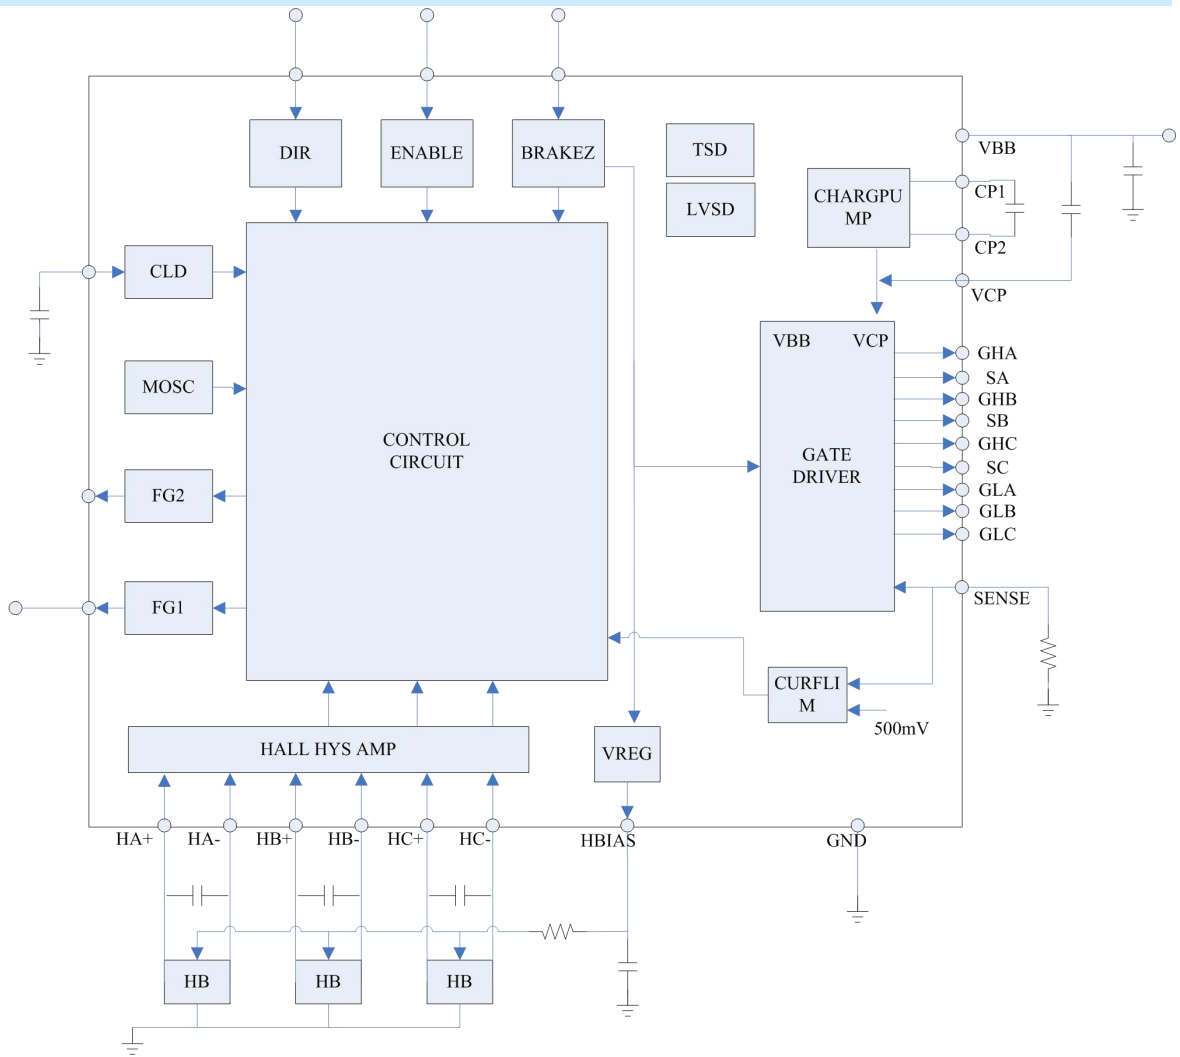 DIR
ENABLE
BRAKEZ
TSD
LVSD
VBB
CHARGPU
MP
CP1
CP2
VCP
CLD
MOSC
FG2
FG1
CONTROL
CIRCUIT
VBB VCP
GATE
DRIVER
GHA
SA
GHB
SB
GHC
SC
GLA
GLB
GLC
SENSE
CURFLI
M
500mV
HALL HYS AMP
VREG
HA+ HA- HB+ HB- HC+ HC- HBIAS GND
HB HB HB